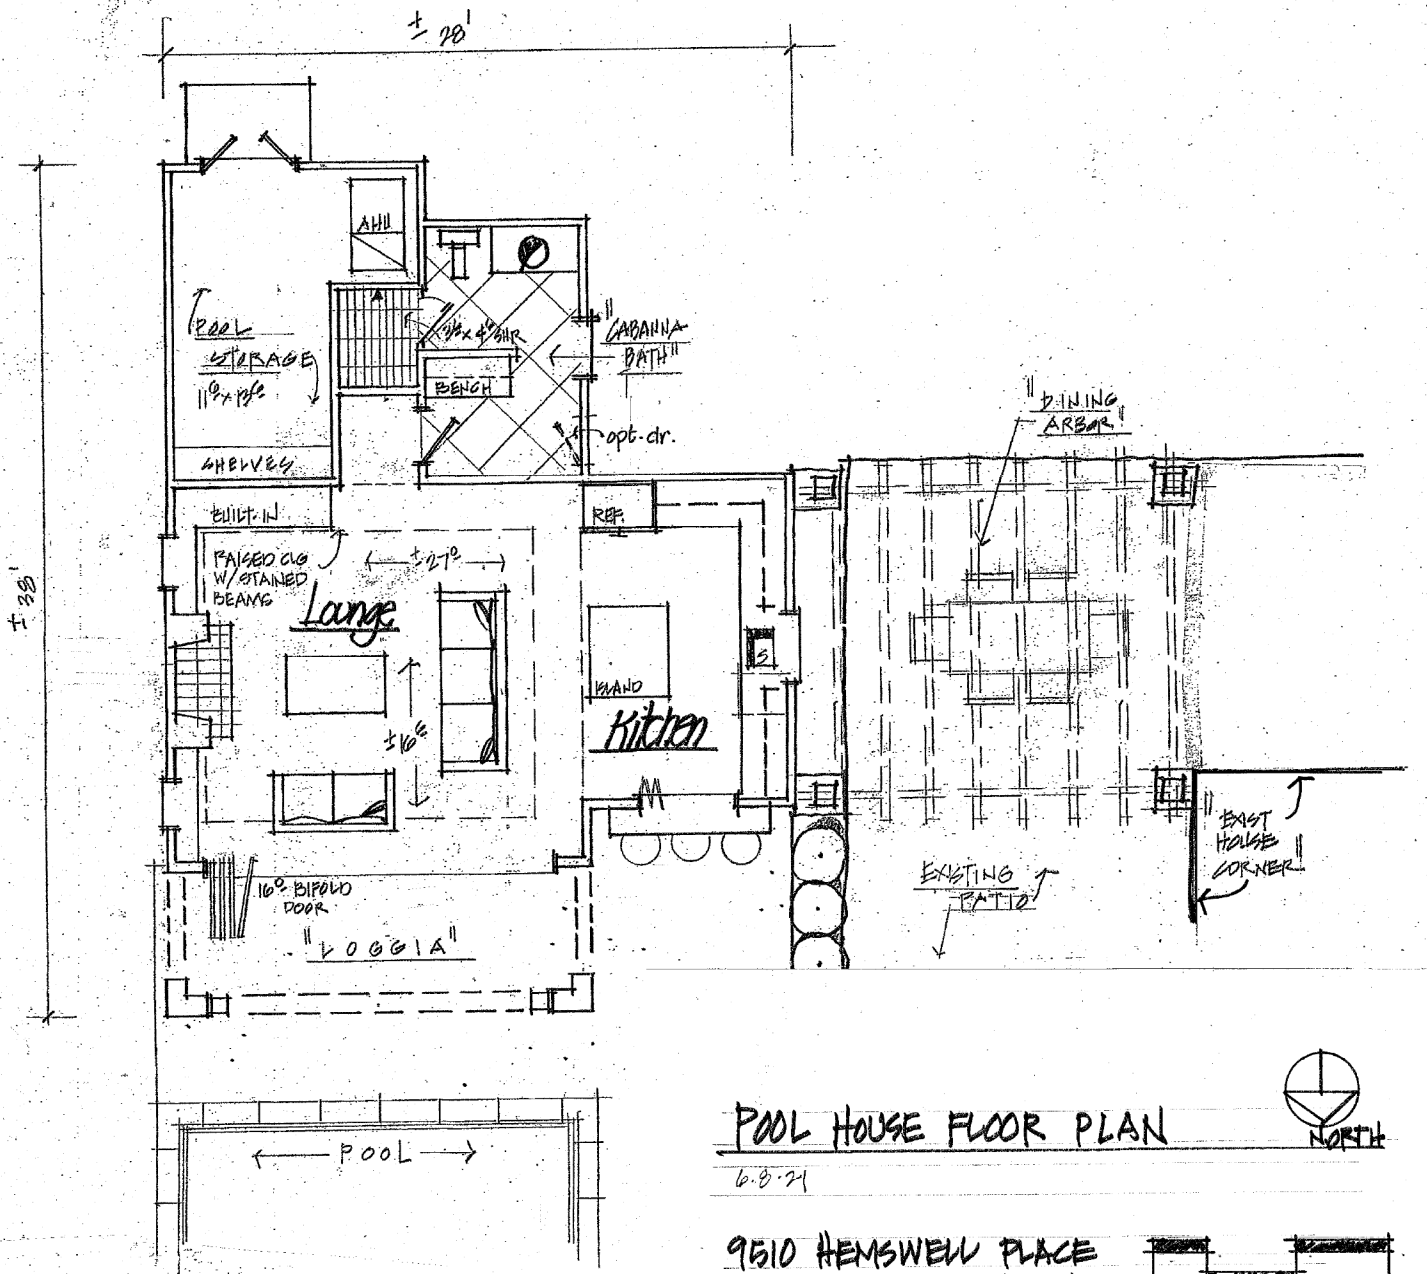 ± 28'
± 38'
AHU
POOL
STORAGE
11⁰ x 13⁶
SHELVES
SHR
BENCH
"CABANNA
BATH"
opt. dr.
BUILT-IN
REF.
RAISED CLG
W/ STAINED
BEAMS
± 27⁰
Lounge
± 16⁶
ISLAND
S
Kitchen
"DINING
ARBOR"
16⁰ BIFOLD
DOOR
"LOGGIA"
EXISTING
PATIO
"EXIST
HOUSE
CORNER"
POOL
POOL HOUSE FLOOR PLAN
NORTH
6.8.21
9510 HEMSWELL PLACE